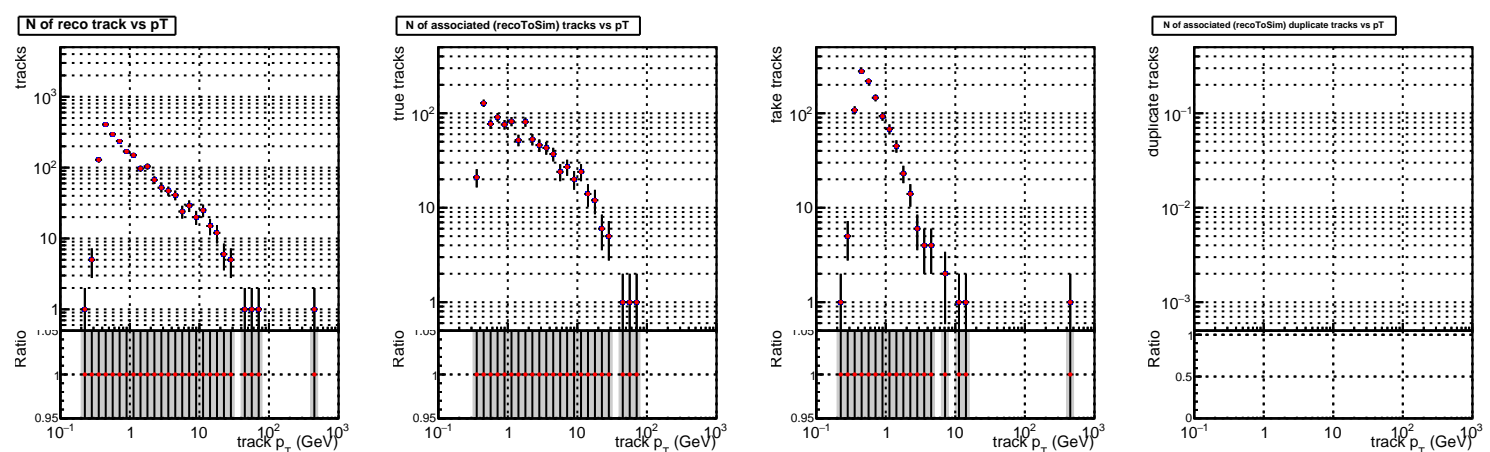 N of reco track vs pT
tracks
10³
10²
10
1
Ratio
1.05
1
0.95
10⁻¹ 1 10 10² 10³
track p_T (GeV)
N of associated (recoToSim) tracks vs pT
true tracks
10²
10
1
Ratio
1.05
1
0.95
10⁻¹ 1 10 10² 10³
track p_T (GeV)
fake tracks
10²
10
1
Ratio
1.05
1
0.95
10⁻¹ 1 10 10² 10³
track p_T (GeV)
N of associated (recoToSim) duplicate tracks vs pT
duplicate tracks
10⁻¹
10⁻²
10⁻³
Ratio
1
0.5
0
10⁻¹ 1 10 10² 10³
track p_T (GeV)